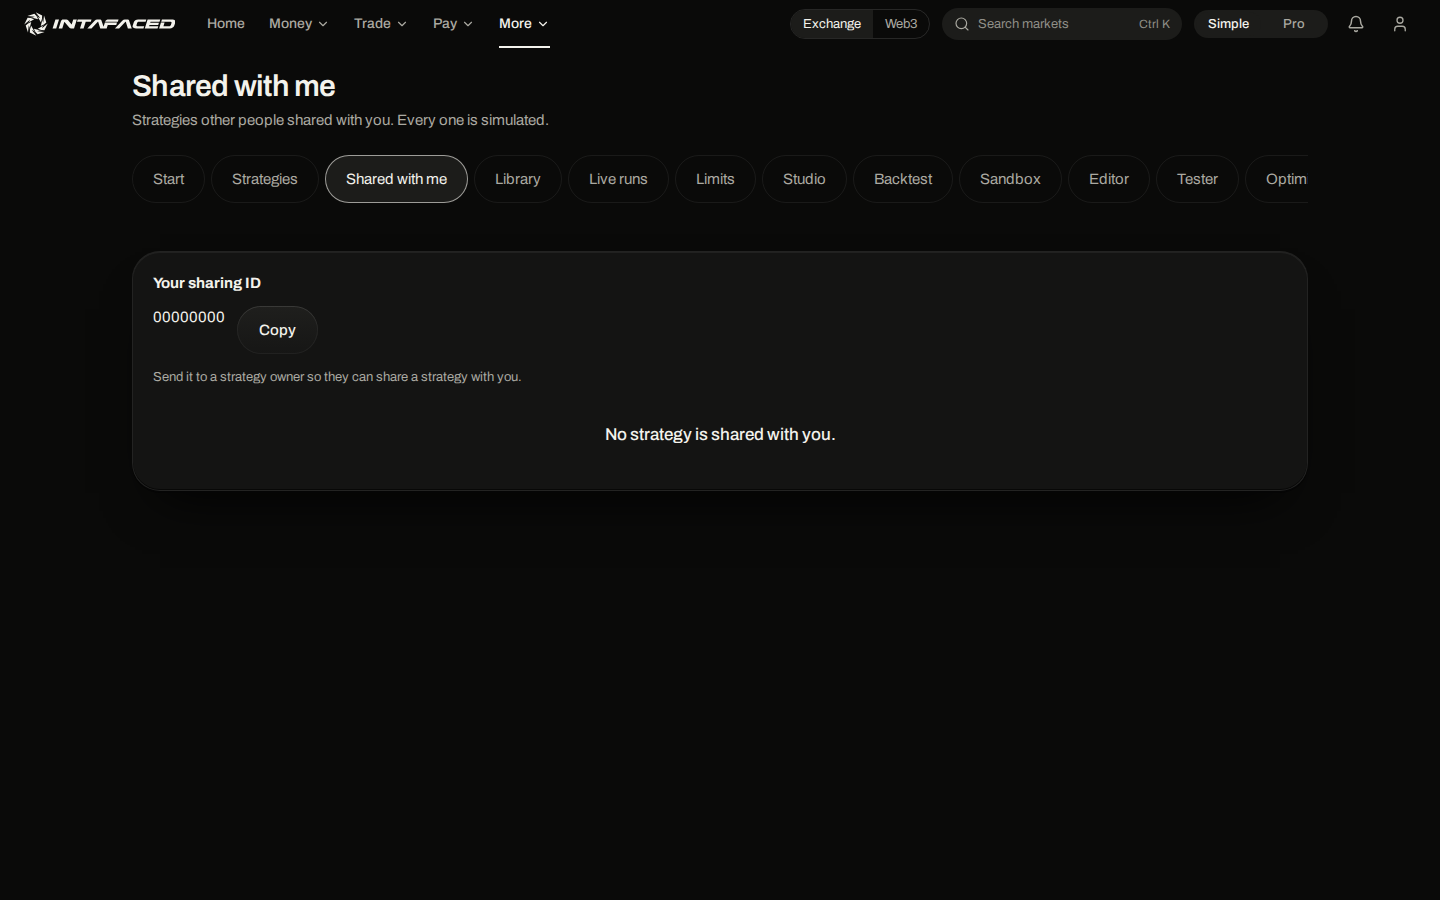 INTAFACED
Home
Money
Trade
Pay
More
Exchange
Web3
Search markets
Ctrl K
Simple
Pro
Shared with me
Strategies other people shared with you. Every one is simulated.
Start
Strategies
Shared with me
Library
Live runs
Limits
Studio
Backtest
Sandbox
Editor
Tester
Optim
Your sharing ID
00000000
Copy
Send it to a strategy owner so they can share a strategy with you.
No strategy is shared with you.